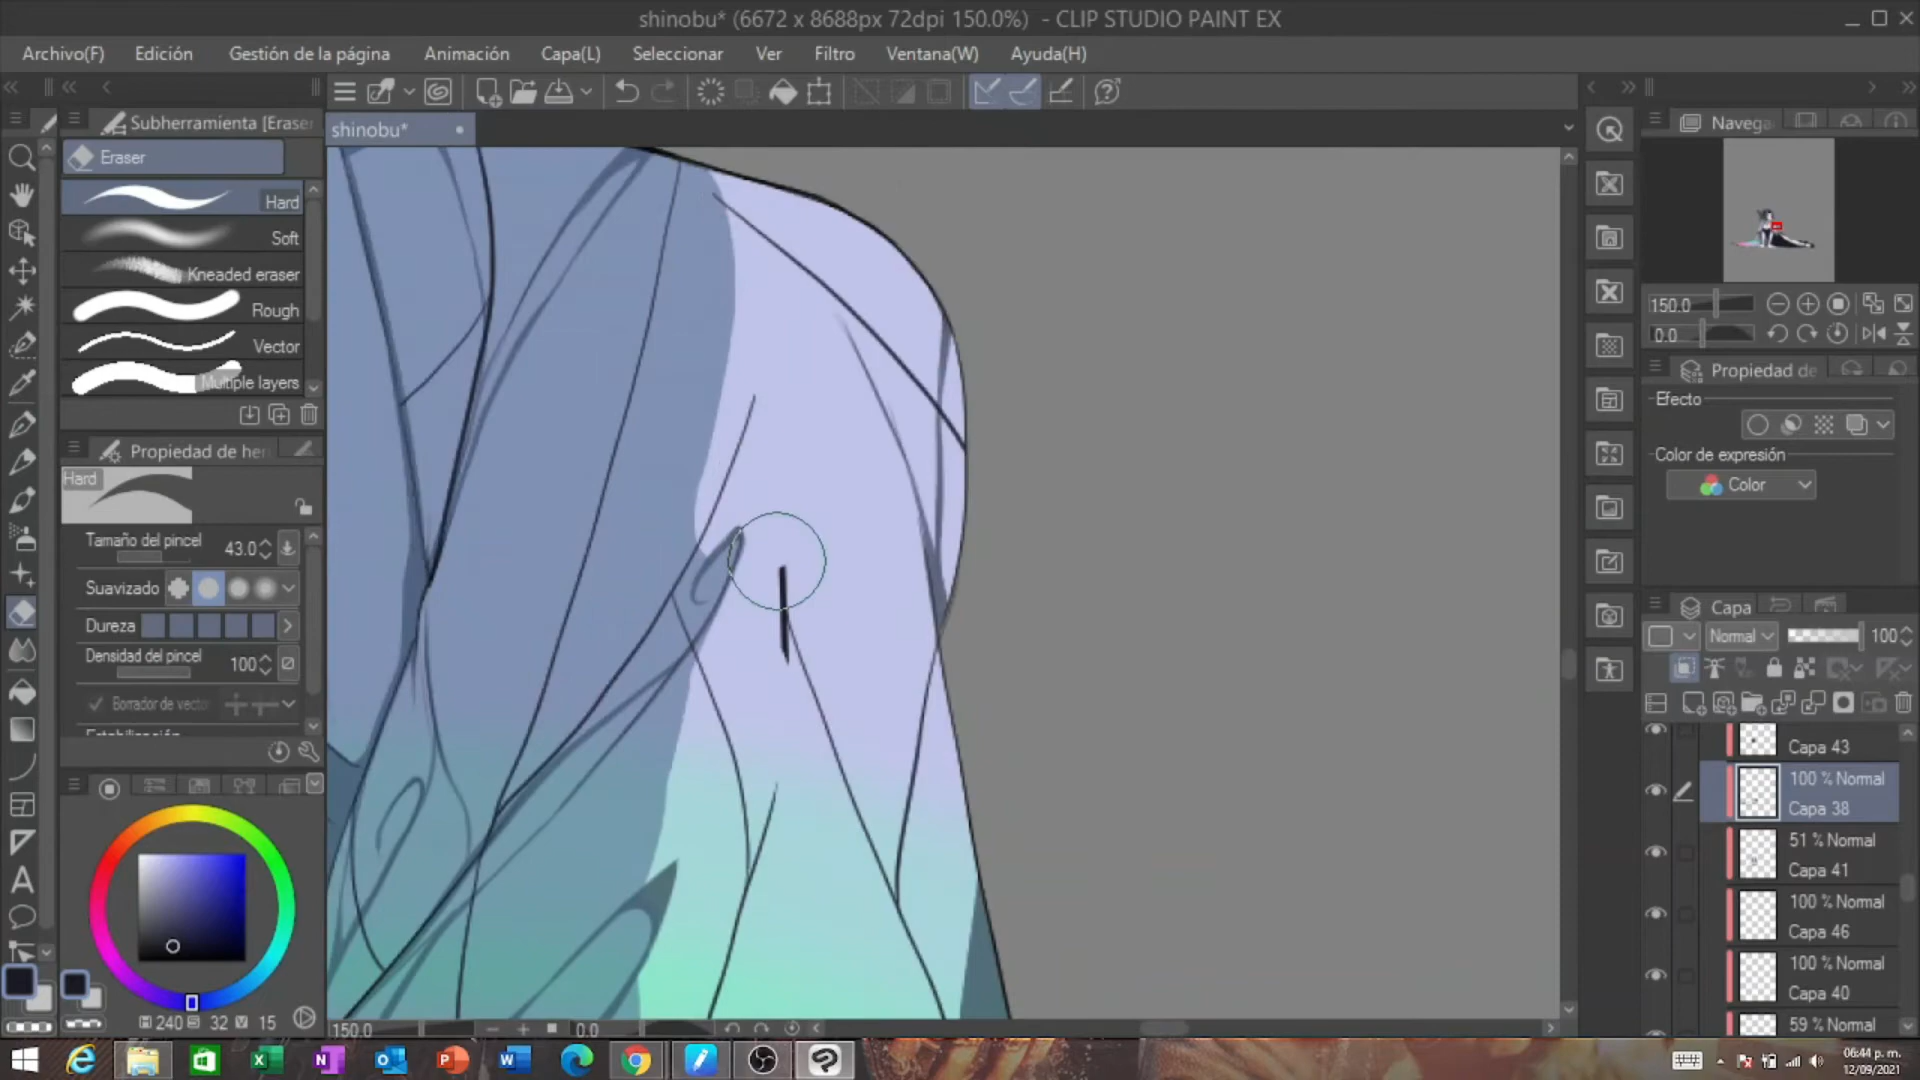 shinobu* (6672 x 8688px 72dpi 150.0%) - CLIP STUDIO PAINT EX
Archivo(F) Edición Gestión de la página Animación Capa(L) Seleccionar Ver Filtro Ventana(W) Ayuda(H)
Subherramienta [Eraser
shinobu*
Eraser
Hard
Soft
Kneaded eraser
Rough
Vector
Multiple layers
Propiedad de her
Hard
Tamaño del pincel 43.0
Suavizado
Dureza
Densidad del pincel 100
Borrador de vecto
Estabilización
240 S 32 V 15
150.0 0.0
Navega
150.0
0.0
Propiedad de
Efecto
Color de expresión
Color
Capa
Normal 100
Capa 43
100 % Normal
Capa 38
51 % Normal
Capa 41
100 % Normal
Capa 46
100 % Normal
Capa 40
59 % Normal
06:44 p. m.
12/09/2021